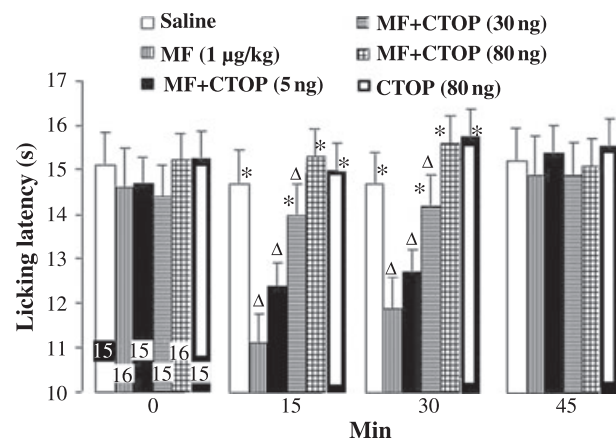 Saline
MF (1 μg/kg)
MF+CTOP (5 ng)
MF+CTOP (30 ng)
MF+CTOP (80 ng)
CTOP (80 ng)
Licking latency (s)
17
16
15
14
13
12
11
10
* Δ Δ * Δ * *
* Δ Δ * Δ * *
15 16 15 15 16 15
0 15 30 45
Min